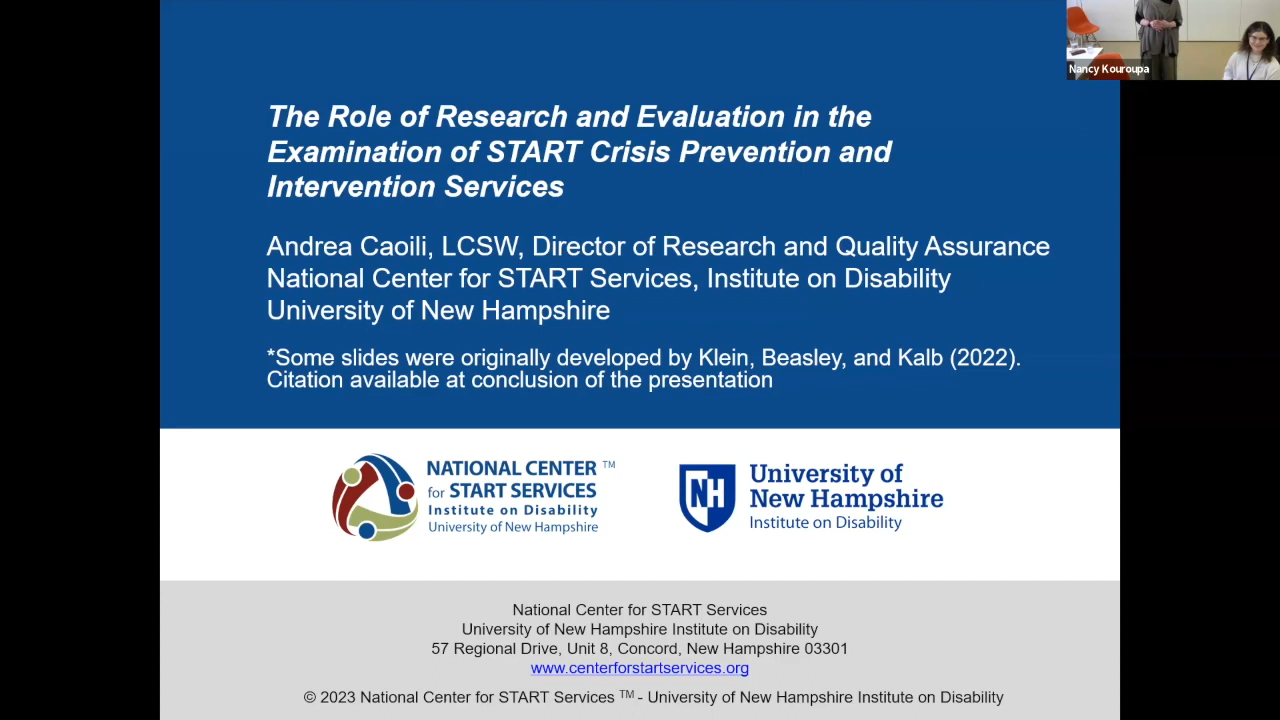 Nancy Kouroupa
The Role of Research and Evaluation in the
Examination of START Crisis Prevention and
Intervention Services
Andrea Caoili, LCSW, Director of Research and Quality Assurance
National Center for START Services, Institute on Disability
University of New Hampshire
*Some slides were originally developed by Klein, Beasley, and Kalb (2022).
Citation available at conclusion of the presentation
NATIONAL CENTER TM
for START SERVICES
Institute on Disability
University of New Hampshire
NH
University of
New Hampshire
Institute on Disability
National Center for START Services
University of New Hampshire Institute on Disability
57 Regional Drive, Unit 8, Concord, New Hampshire 03301
www.centerforstartservices.org
© 2023 National Center for START Services TM - University of New Hampshire Institute on Disability